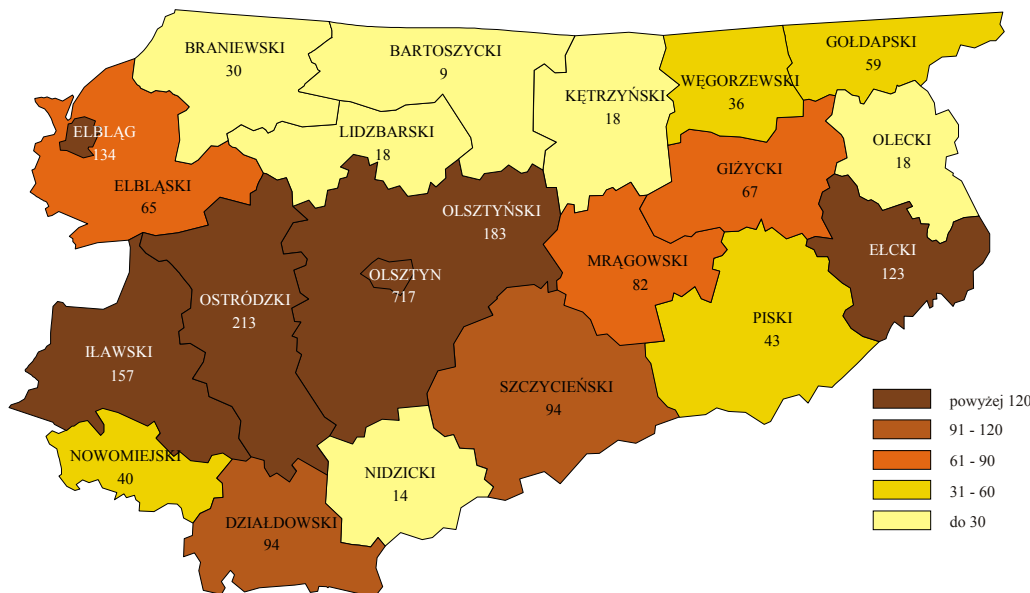 BRANIEWSKI
30
BARTOSZYCKI
9
GOŁDAPSKI
59
WĘGORZEWSKI
36
KĘTRZYŃSKI
18
ELBLĄG
134
LIDZBARSKI
18
OLECKI
18
GIŻYCKI
67
ELBLĄSKI
65
OLSZTYŃSKI
183
EŁCKI
123
MRĄGOWSKI
82
OLSZTYN
717
OSTRÓDZKI
213
PISKI
43
IŁAWSKI
157
SZCZYCIEŃSKI
94
NOWOMIEJSKI
40
NIDZICKI
14
DZIAŁDOWSKI
94
powyżej 120
91 - 120
61 - 90
31 - 60
do 30